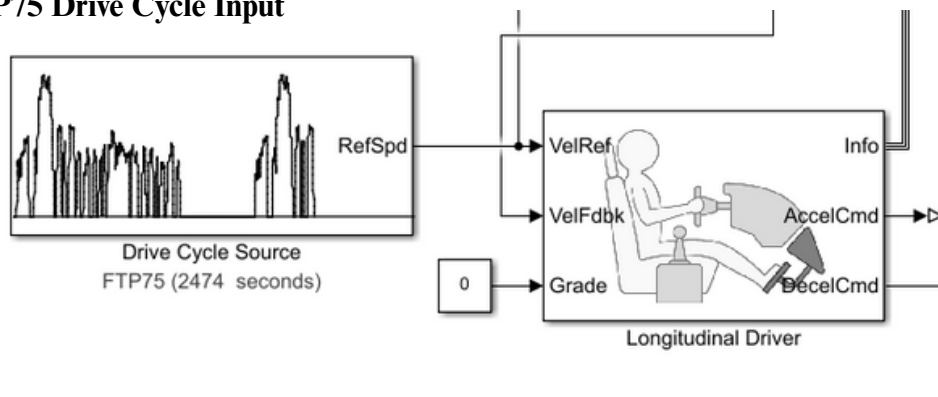 P75 Drive Cycle Input
RefSpd
Drive Cycle Source
FTP75 (2474 seconds)
0
VelRef
VelFdbk
Grade
Info
AccelCmd
DecelCmd
Longitudinal Driver